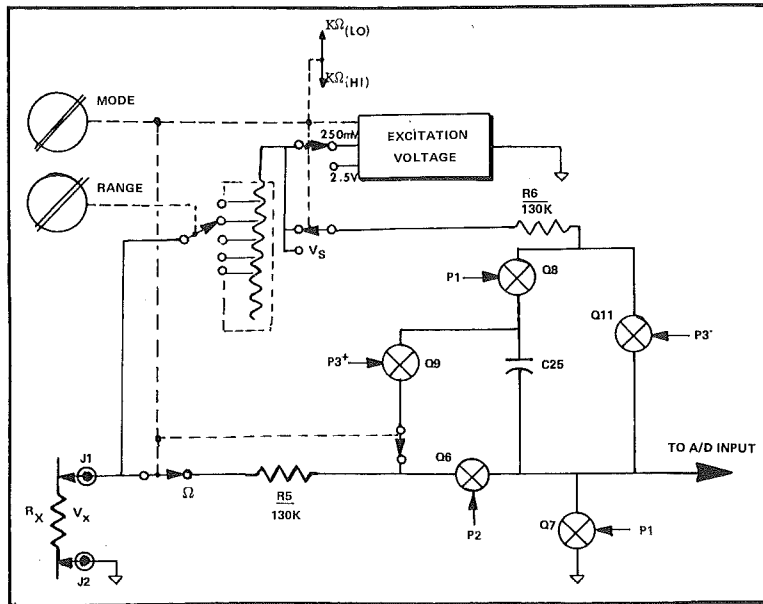 KΩ(LO)
KΩ(HI)
MODE
RANGE
250mV
2.5V
EXCITATION
VOLTAGE
VS
R6
130K
P1
Q8
Q11
P3-
P3+
Q9
C25
TO A/D INPUT
J1
Ω
R5
130K
Q6
P2
Q7
P1
RX
VX
J2